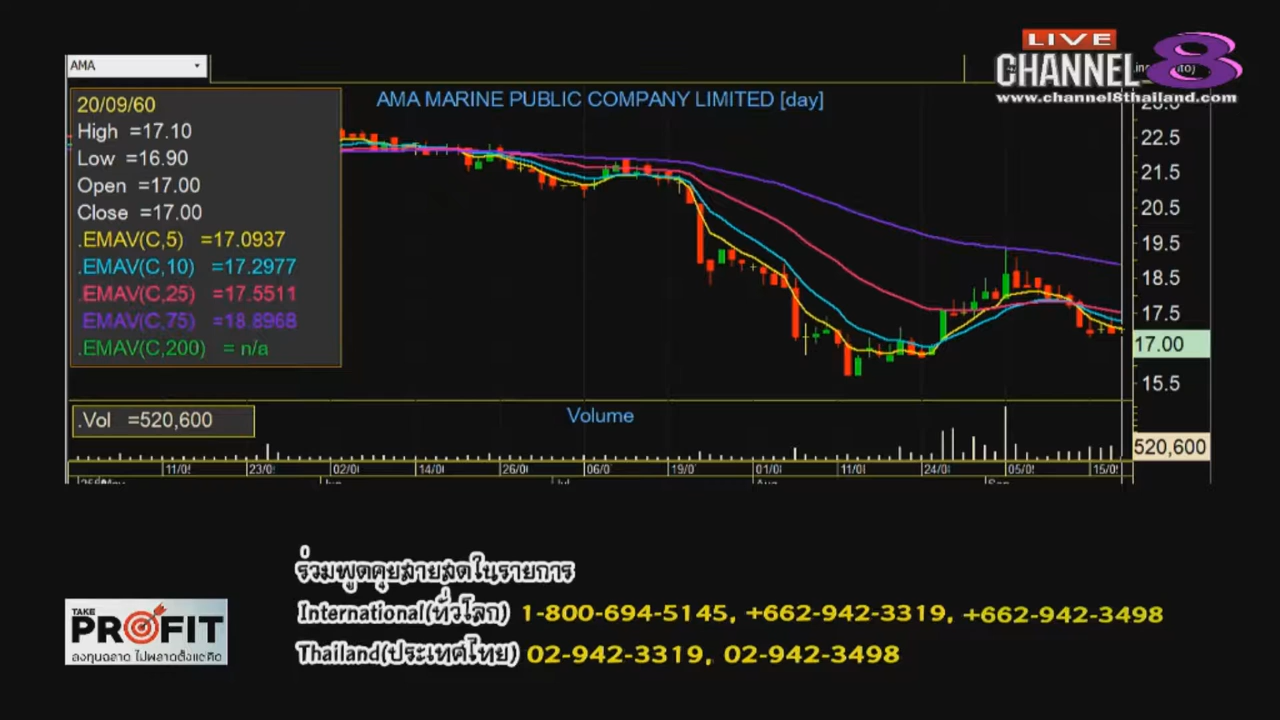 LIVE
CHANNEL 8
www.channel8thailand.com
AMA
AMA MARINE PUBLIC COMPANY LIMITED [day]
20/09/60
High =17.10
Low =16.90
Open =17.00
Close =17.00
.EMAV(C,5) =17.0937
.EMAV(C,10) =17.2977
.EMAV(C,25) =17.5511
.EMAV(C,75) =18.8968
.EMAV(C,200) = n/a
23.5
22.5
21.5
20.5
19.5
18.5
17.5
17.00
15.5
.Vol =520,600
Volume
520,600
11/05 23/05 02/0 14/0 26/0 06/0 19/0 01/0 11/0 24/0 05/0 15/0
ร่วมพูดคุยสายสดในรายการ
International(ทั่วโลก) 1-800-694-5145, +662-942-3319, +662-942-3498
Thailand(ประเทศไทย) 02-942-3319, 02-942-3498
TAKE
PROFIT
ลงทุนฉลาด ไม่พลาดตั้งแต่คิด